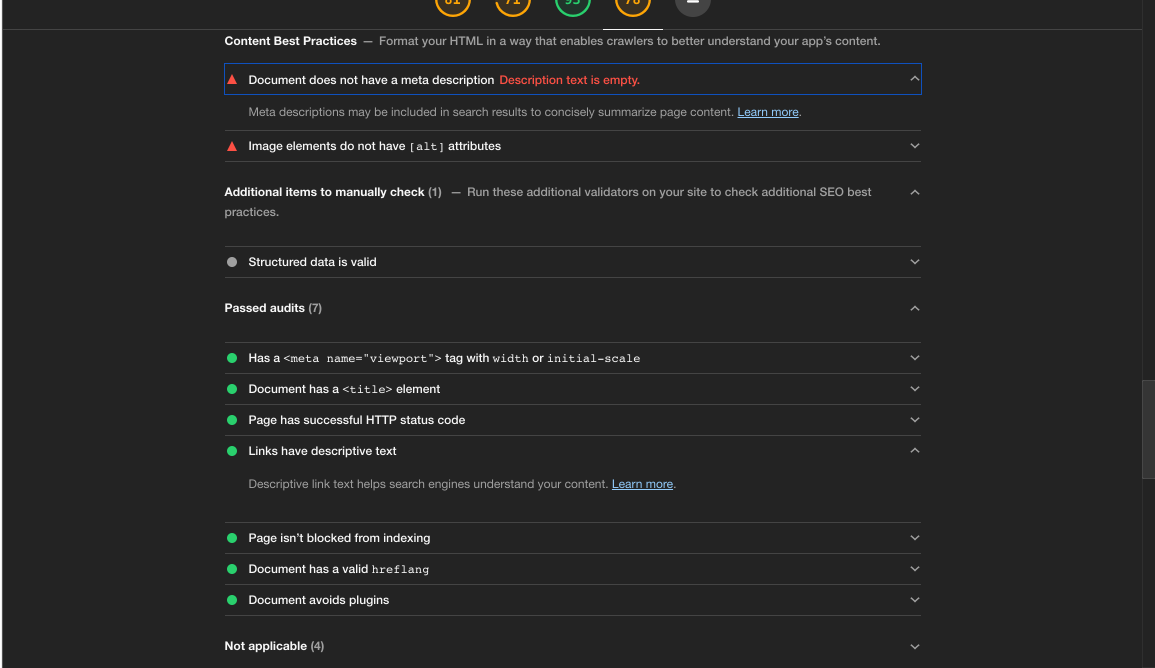 81 71 93 78
Content Best Practices — Format your HTML in a way that enables crawlers to better understand your app's content.
Document does not have a meta description Description text is empty.
Meta descriptions may be included in search results to concisely summarize page content. Learn more.
Image elements do not have [alt] attributes
Additional items to manually check (1) — Run these additional validators on your site to check additional SEO best
practices.
Structured data is valid
Passed audits (7)
Has a <meta name="viewport"> tag with width or initial-scale
Document has a <title> element
Page has successful HTTP status code
Links have descriptive text
Descriptive link text helps search engines understand your content. Learn more.
Page isn't blocked from indexing
Document has a valid hreflang
Document avoids plugins
Not applicable (4)